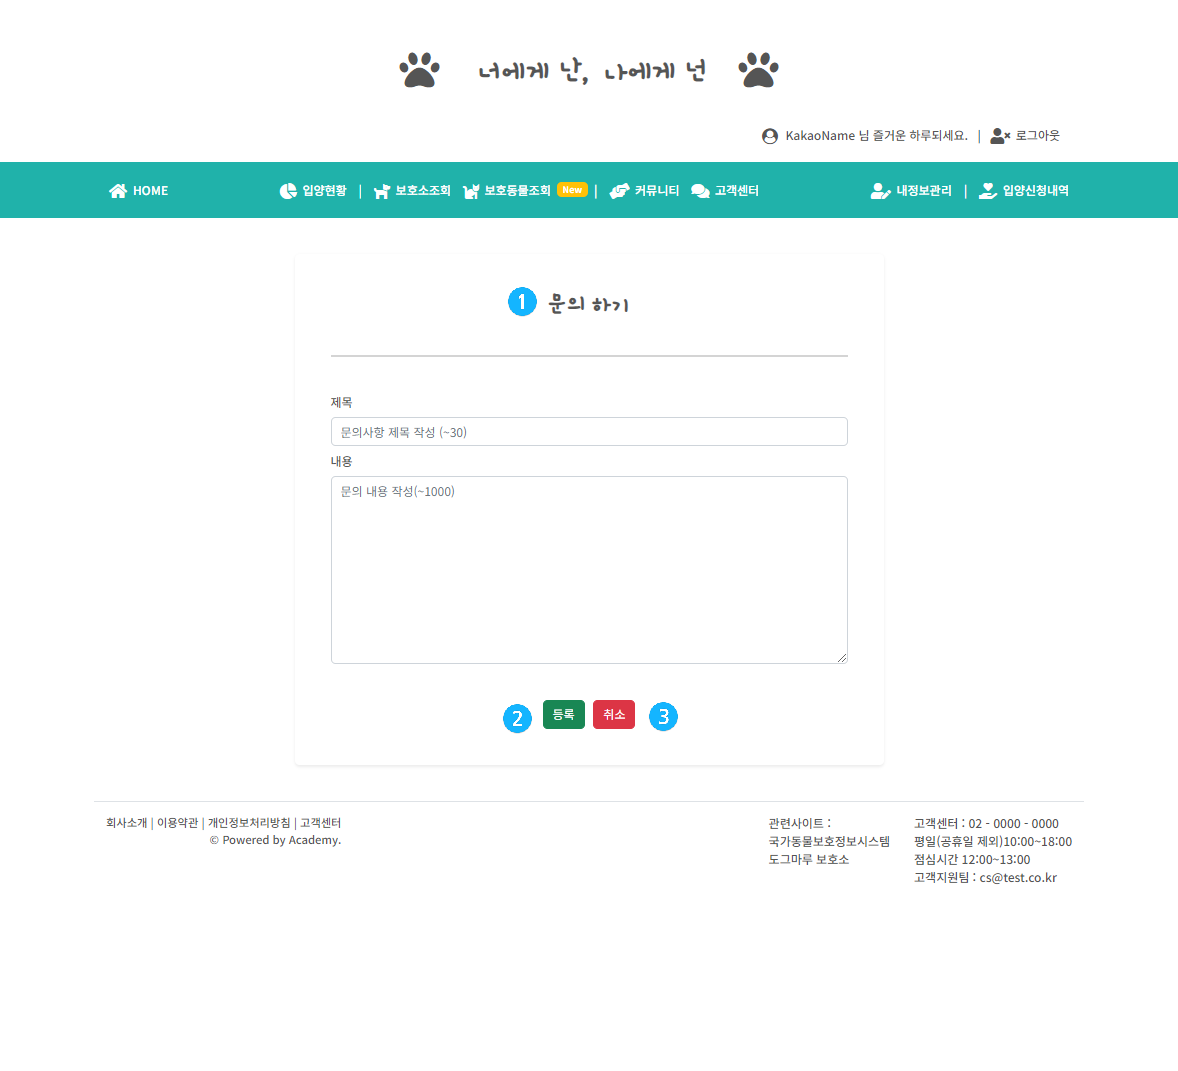 너에게 난, 나에게 넌
KakaoName 님 즐거운 하루되세요. | 로그아웃
HOME 입양현황 | 보호소조회 보호동물조회 New | 커뮤니티 고객센터 내정보관리 | 입양신청내역
1 문의 하기
제목
문의사항 제목 작성 (~30)
내용
문의 내용 작성(~1000)
2 등록 취소 3
회사소개 | 이용약관 | 개인정보처리방침 | 고객센터
© Powered by Academy.
관련사이트 :
국가동물보호정보시스템
도그마루 보호소
고객센터 : 02 - 0000 - 0000
평일(공휴일 제외)10:00~18:00
점심시간 12:00~13:00
고객지원팀 : cs@test.co.kr